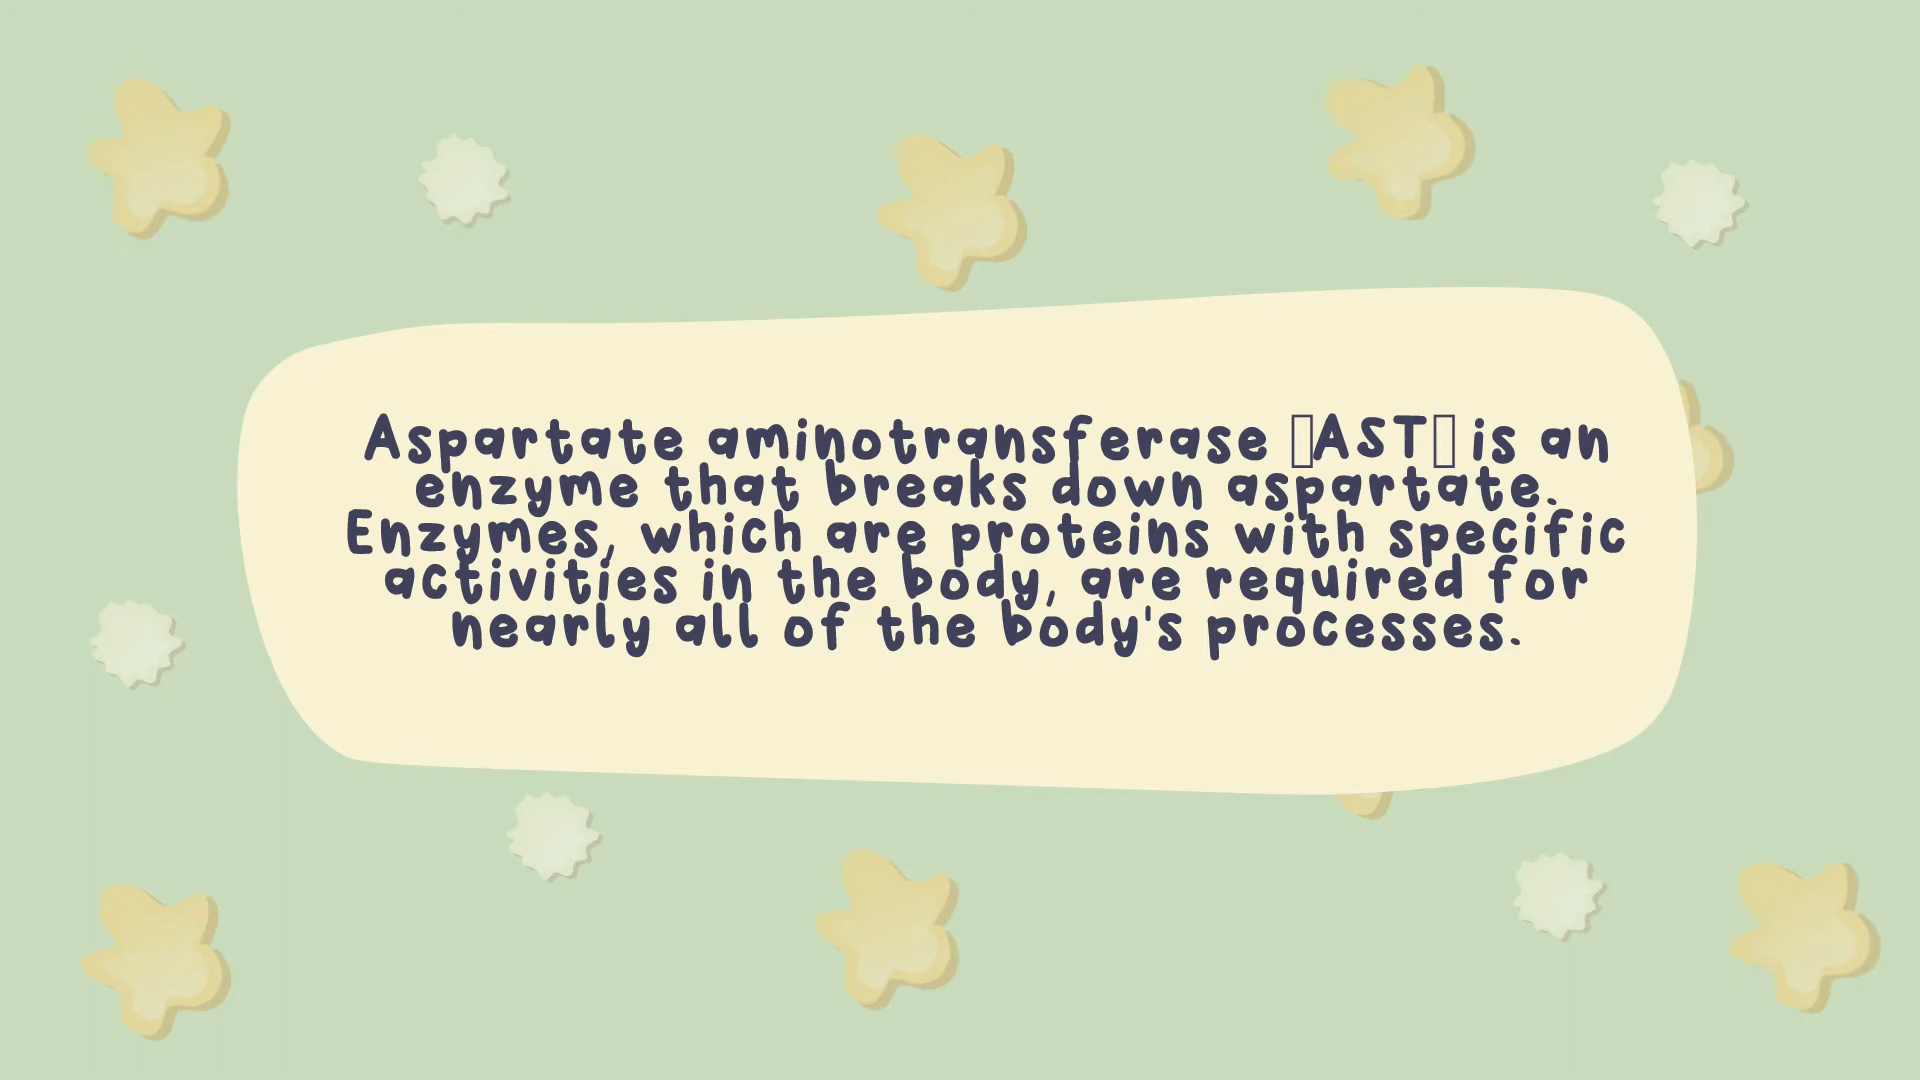 Aspartate aminotransferase ▯AST▯ is an
enzyme that breaks down aspartate.
Enzymes, which are proteins with specific
activities in the body, are required for
nearly all of the body's processes.